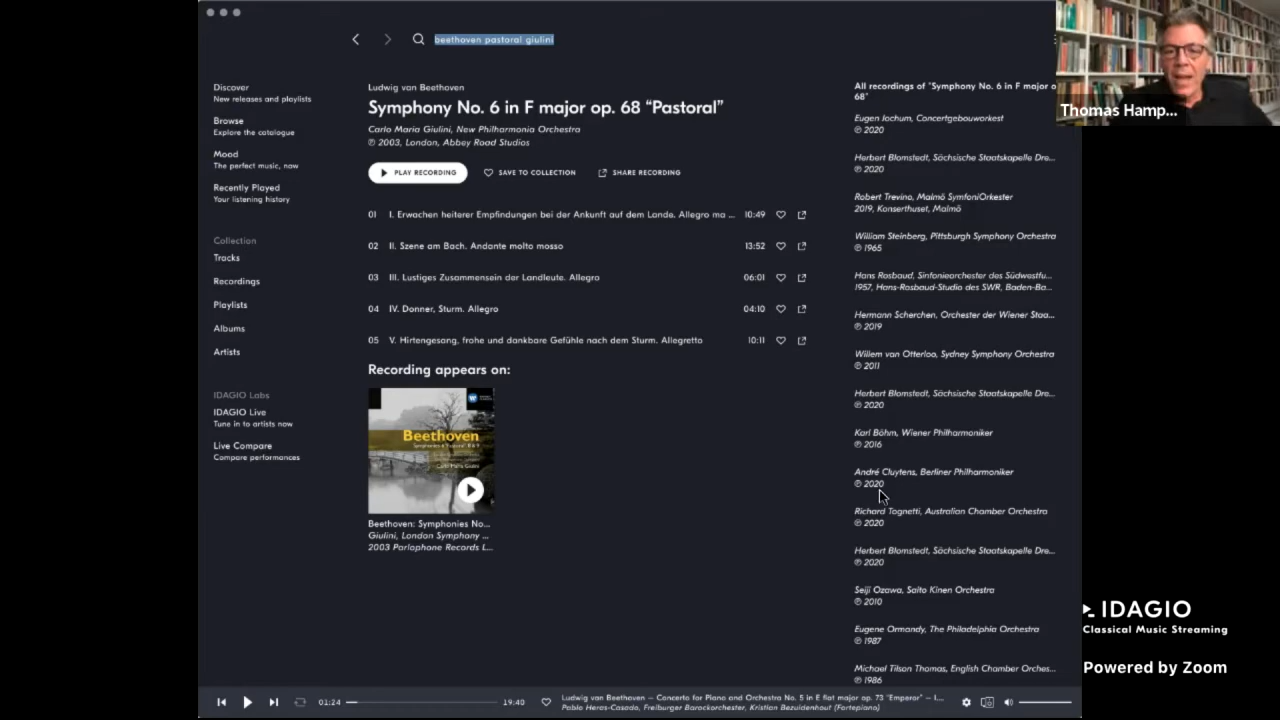 beethoven pastoral giulini
Thomas Hamp...
Discover
New releases and playlists
Browse
Explore the catalogue
Mood
The perfect music, now
Recently Played
Your listening history
Collection
Tracks
Recordings
Playlists
Albums
Artists
IDAGIO Labs
IDAGIO Live
Tune in to artists now
Live Compare
Compare performances
Ludwig van Beethoven
Symphony No. 6 in F major op. 68 “Pastoral”
Carlo Maria Giulini, New Philharmonia Orchestra
℗ 2003, London, Abbey Road Studios
PLAY RECORDING SAVE TO COLLECTION SHARE RECORDING
01 I. Erwachen heiterer Empfindungen bei der Ankunft auf dem Lande. Allegro ma ... 10:49
02 II. Szene am Bach. Andante molto mosso 13:52
03 III. Lustiges Zusammensein der Landleute. Allegro 06:01
04 IV. Donner, Sturm. Allegro 04:10
05 V. Hirtengesang, frohe und dankbare Gefühle nach dem Sturm. Allegretto 10:11
Recording appears on:
Beethoven
Carlo Maria Giulini
Beethoven: Symphonies No...
Giulini, London Symphony ...
2003 Parlophone Records L...
All recordings of "Symphony No. 6 in F major o
68"
Eugen Jochum, Concertgebouworkest
℗ 2020
Herbert Blomstedt, Sächsische Staatskapelle Dre...
℗ 2020
Robert Trevino, Malmö SymfoniOrkester
2019, Konserthuset, Malmö
William Steinberg, Pittsburgh Symphony Orchestra
℗ 1965
Hans Rosbaud, Sinfonieorchester des Südwestfu...
1957, Hans-Rosbaud-Studio des SWR, Baden-Ba...
Hermann Scherchen, Orchester der Wiener Staa...
℗ 2019
Willem van Otterloo, Sydney Symphony Orchestra
℗ 2011
Herbert Blomstedt, Sächsische Staatskapelle Dre...
℗ 2020
Karl Böhm, Wiener Philharmoniker
℗ 2016
André Cluytens, Berliner Philharmoniker
℗ 2020
Richard Tognetti, Australian Chamber Orchestra
℗ 2020
Herbert Blomstedt, Sächsische Staatskapelle Dre...
℗ 2020
Seiji Ozawa, Saito Kinen Orchestra
℗ 2010
Eugene Ormandy, The Philadelphia Orchestra
℗ 1987
Michael Tilson Thomas, English Chamber Orches...
℗ 1986
IDAGIO
Classical Music Streaming
Powered by Zoom
01:24 19:40
Ludwig van Beethoven – Concerto for Piano and Orchestra No. 5 in E flat major op. 73 "Emperor" – I...
Pablo Heras-Casado, Freiburger Barockorchester, Kristian Bezuidenhout (Fortepiano)